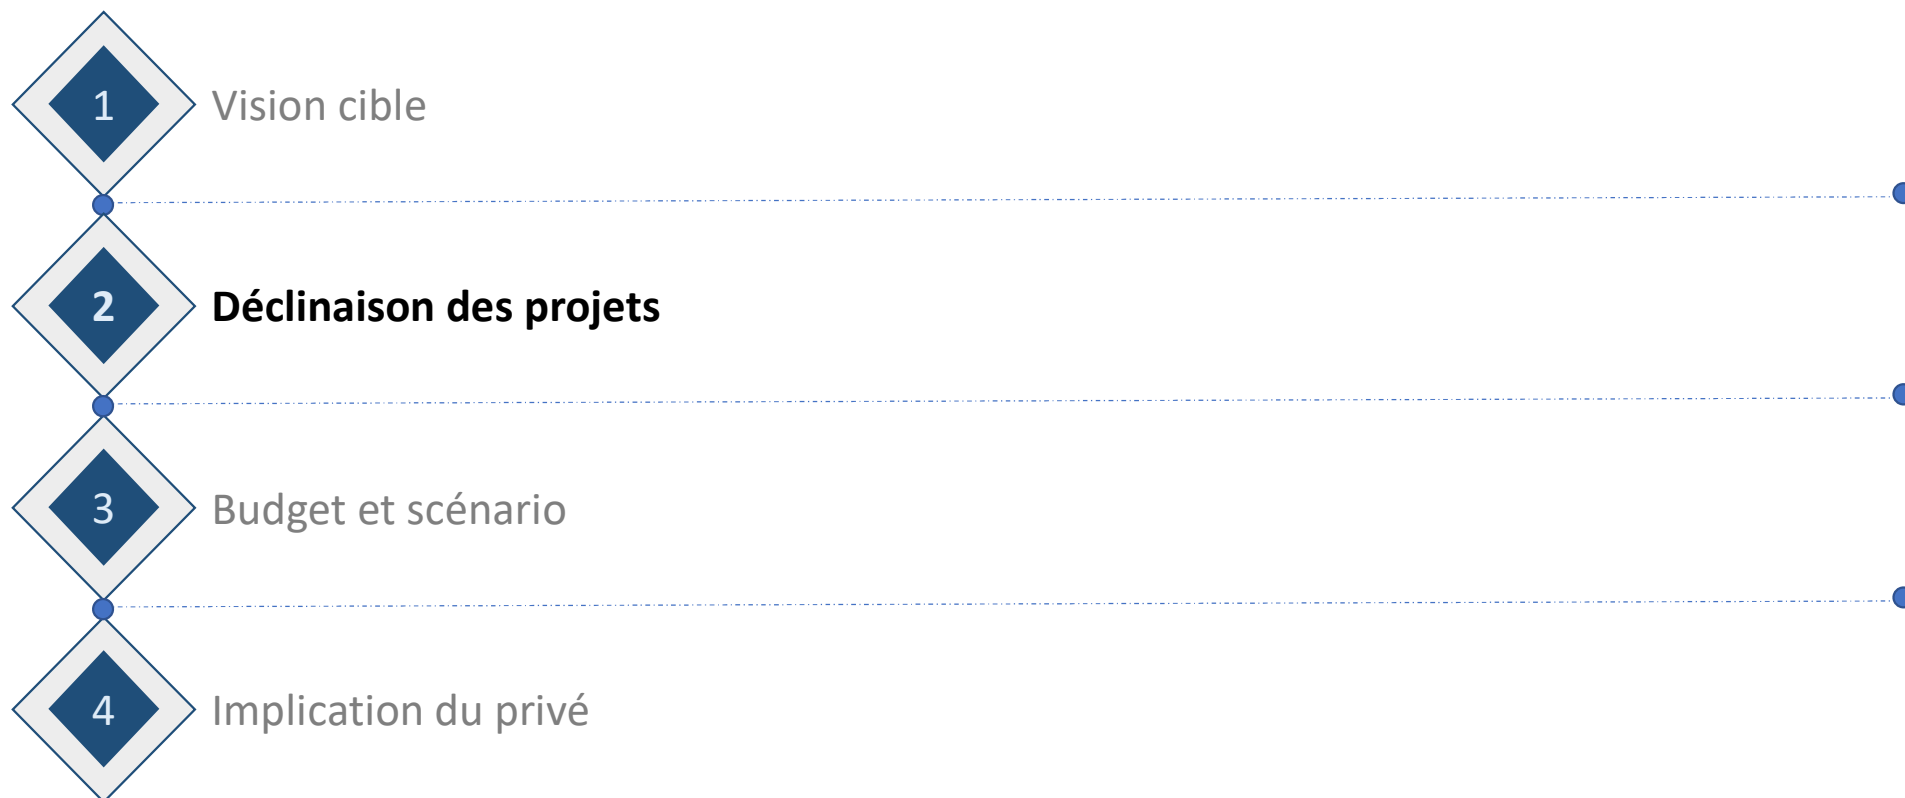 1 Vision cible
2 Déclinaison des projets
3 Budget et scénario
4 Implication du privé